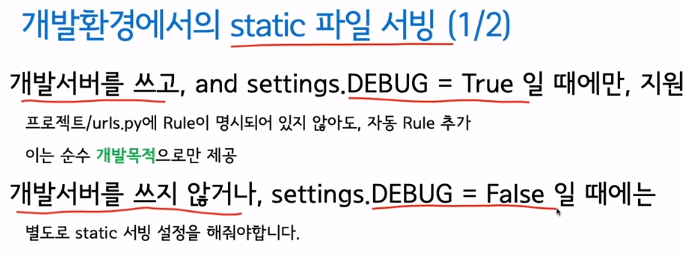 개발환경에서의 static 파일 서빙 (1/2)
개발서버를 쓰고, and settings.DEBUG = True 일 때에만, 지원
프로젝트/urls.py에 Rule이 명시되어 있지 않아도, 자동 Rule 추가
이는 순수 개발목적으로만 제공
개발서버를 쓰지 않거나, settings.DEBUG = False 일 때에는
별도로 static 서빙 설정을 해줘야합니다.